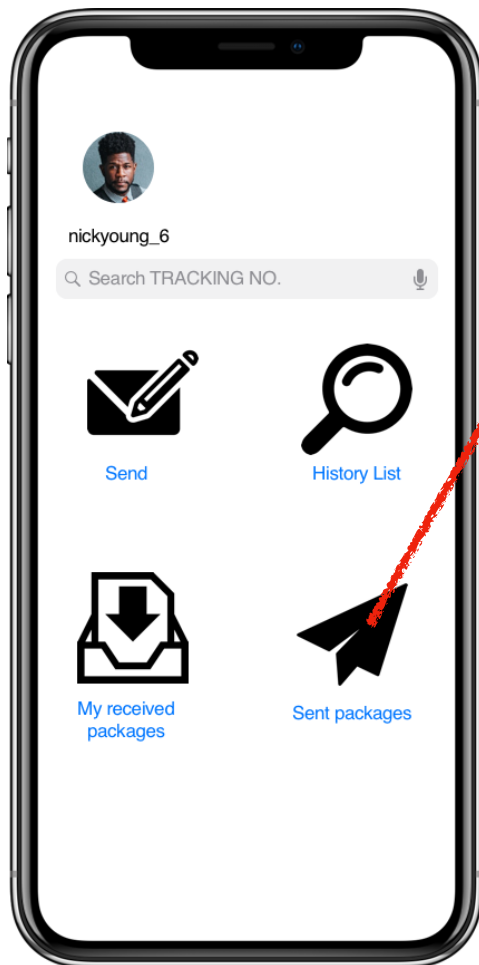 nickyoung_6
Search TRACKING NO.
Send
History List
My received
packages
Sent packages